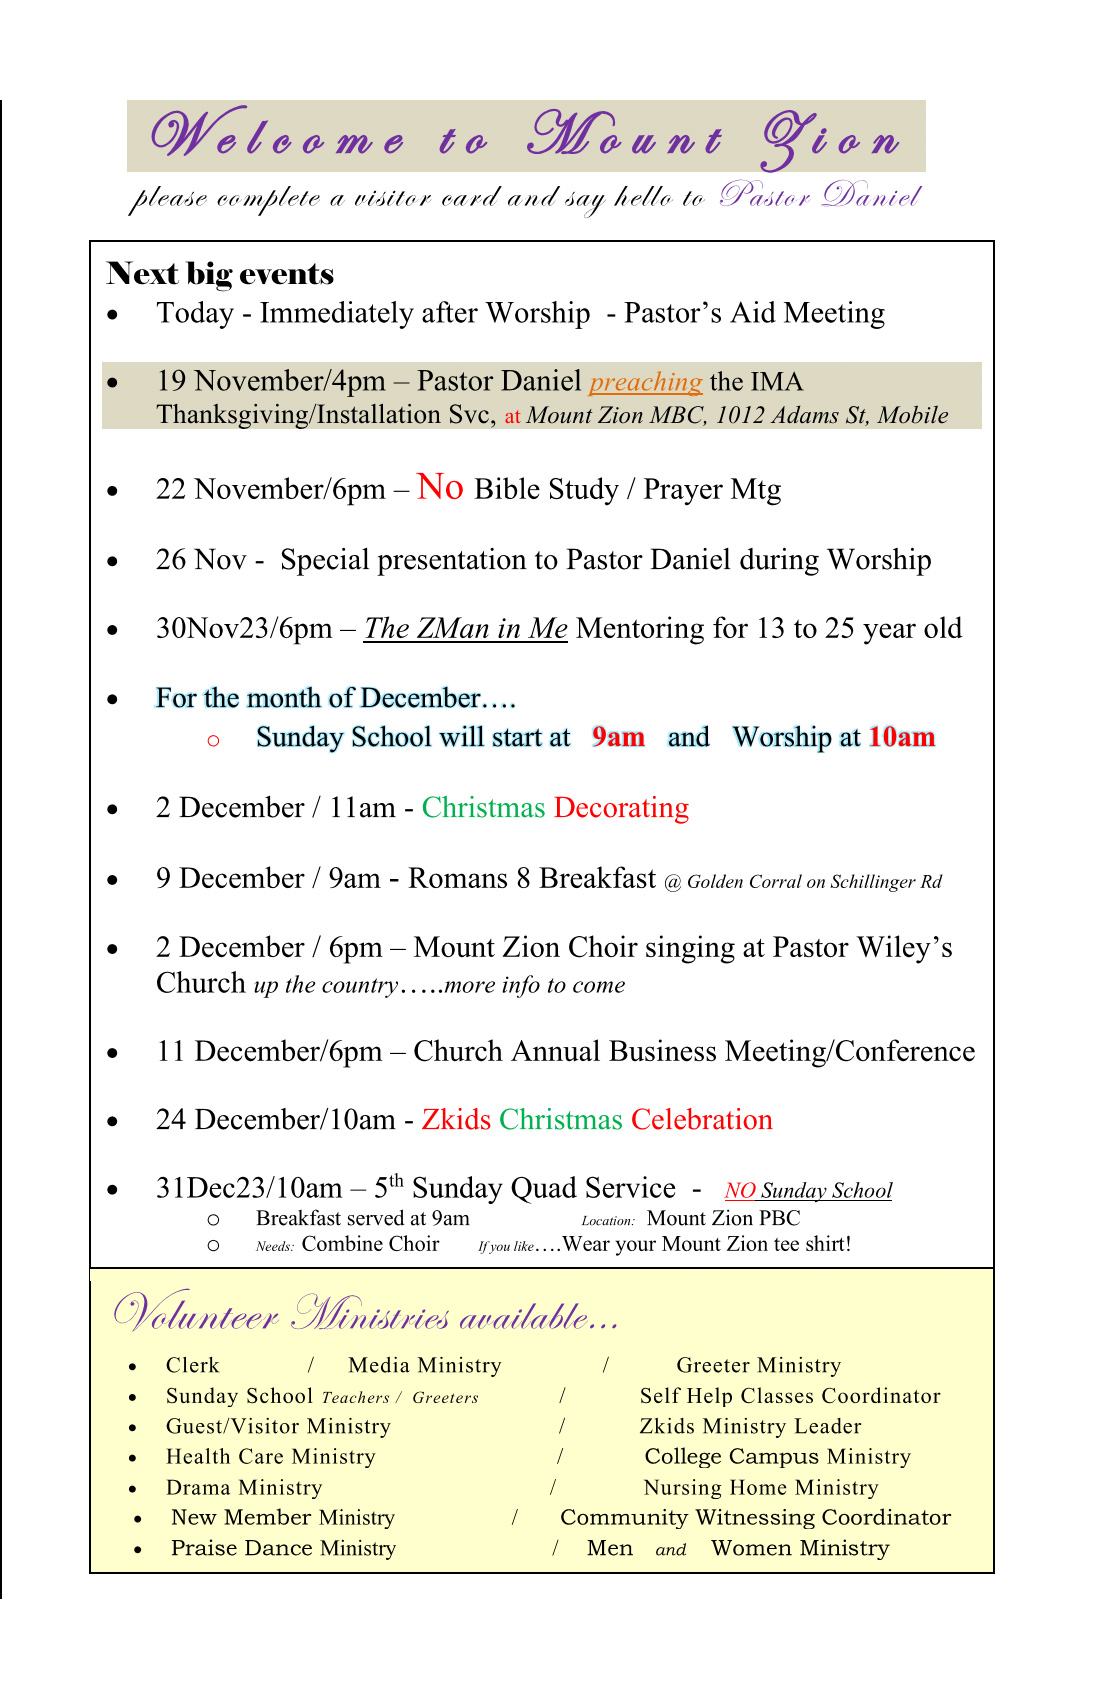 Welcome to Mount Zion
please complete a visitor card and say hello to Pastor Daniel
Next big events
• Today - Immediately after Worship - Pastor’s Aid Meeting
• 19 November/4pm – Pastor Daniel preaching the IMA
Thanksgiving/Installation Svc, at Mount Zion MBC, 1012 Adams St, Mobile
• 22 November/6pm – No Bible Study / Prayer Mtg
• 26 Nov - Special presentation to Pastor Daniel during Worship
• 30Nov23/6pm – The ZMan in Me Mentoring for 13 to 25 year old
• For the month of December….
o Sunday School will start at 9am and Worship at 10am
• 2 December / 11am - Christmas Decorating
• 9 December / 9am - Romans 8 Breakfast @ Golden Corral on Schillinger Rd
• 2 December / 6pm – Mount Zion Choir singing at Pastor Wiley’s
Church up the country…..more info to come
• 11 December/6pm – Church Annual Business Meeting/Conference
• 24 December/10am - Zkids Christmas Celebration
• 31Dec23/10am – 5th Sunday Quad Service - NO Sunday School
o Breakfast served at 9am Location: Mount Zion PBC
o Needs: Combine Choir If you like….Wear your Mount Zion tee shirt!
Volunteer Ministries available…
• Clerk / Media Ministry / Greeter Ministry
• Sunday School Teachers / Greeters / Self Help Classes Coordinator
• Guest/Visitor Ministry / Zkids Ministry Leader
• Health Care Ministry / College Campus Ministry
• Drama Ministry / Nursing Home Ministry
• New Member Ministry / Community Witnessing Coordinator
• Praise Dance Ministry / Men and Women Ministry